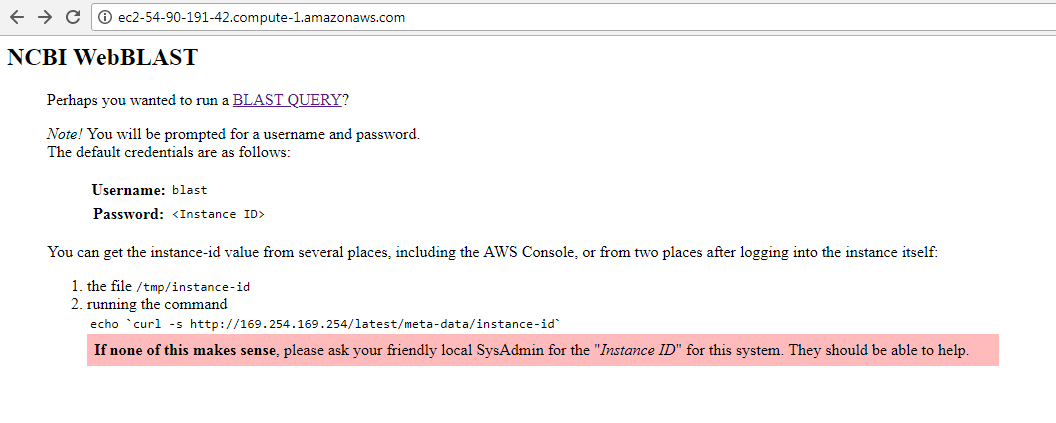 ec2-54-90-191-42.compute-1.amazonaws.com
NCBI WebBLAST
Perhaps you wanted to run a BLAST QUERY?
Note! You will be prompted for a username and password.
The default credentials are as follows:
Username: blast
Password: <Instance ID>
You can get the instance-id value from several places, including the AWS Console, or from two places after logging into the instance itself:
1. the file /tmp/instance-id
2. running the command
echo `curl -s http://169.254.169.254/latest/meta-data/instance-id`
If none of this makes sense, please ask your friendly local SysAdmin for the "Instance ID" for this system. They should be able to help.